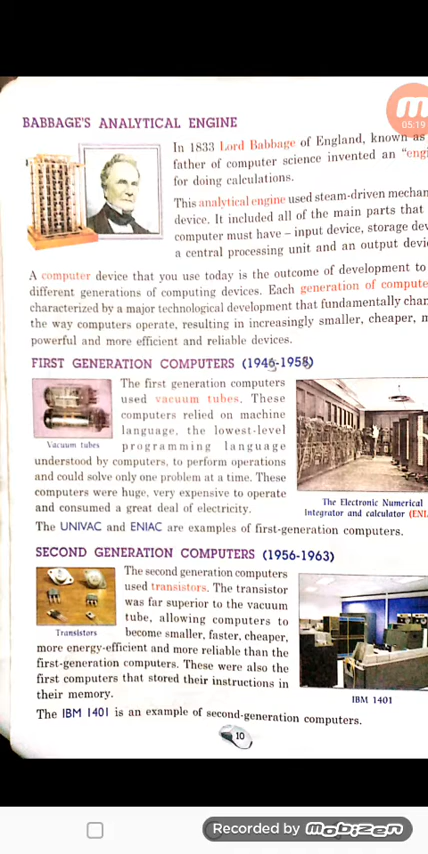 05:19
BABBAGE'S ANALYTICAL ENGINE
In 1833 Lord Babbage of England, known as
father of computer science invented an "engi
for doing calculations.
This analytical engine used steam-driven mechan
device. It included all of the main parts that
computer must have – input device, storage dev
a central processing unit and an output devi
A computer device that you use today is the outcome of development to
different generations of computing devices. Each generation of compute
characterized by a major technological development that fundamentally chan
the way computers operate, resulting in increasingly smaller, cheaper, m
powerful and more efficient and reliable devices.
FIRST GENERATION COMPUTERS (1946-1958)
The first generation computers
used vacuum tubes. These
computers relied on machine
language, the lowest-level
programming language
Vacuum tubes
understood by computers, to perform operations
and could solve only one problem at a time. These
computers were huge, very expensive to operate
and consumed a great deal of electricity.
The Electronic Numerical
Integrator and calculator (ENI
The UNIVAC and ENIAC are examples of first-generation computers.
SECOND GENERATION COMPUTERS (1956-1963)
The second generation computers
used transistors. The transistor
was far superior to the vacuum
tube, allowing computers to
become smaller, faster, cheaper,
Transistors
more energy-efficient and more reliable than the
first-generation computers. These were also the
first computers that stored their instructions in
their memory.
IBM 1401
The IBM 1401 is an example of second-generation computers.
10
Recorded by Mobizen